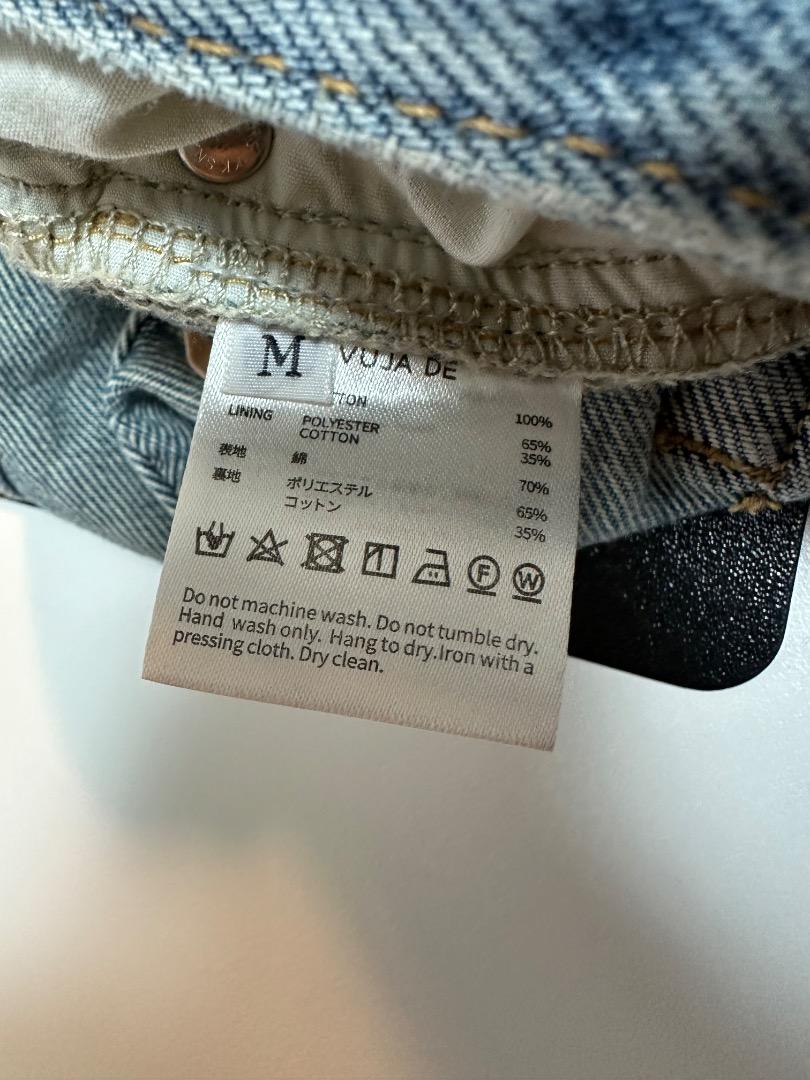 M
VUJA DE
TTON 100%
LINING POLYESTER 65%
COTTON 35%
表地 綿 70%
裏地 ポリエステル 65%
コットン 35%
F W
Do not machine wash. Do not tumble dry.
Hand wash only. Hang to dry.Iron with a
pressing cloth. Dry clean.